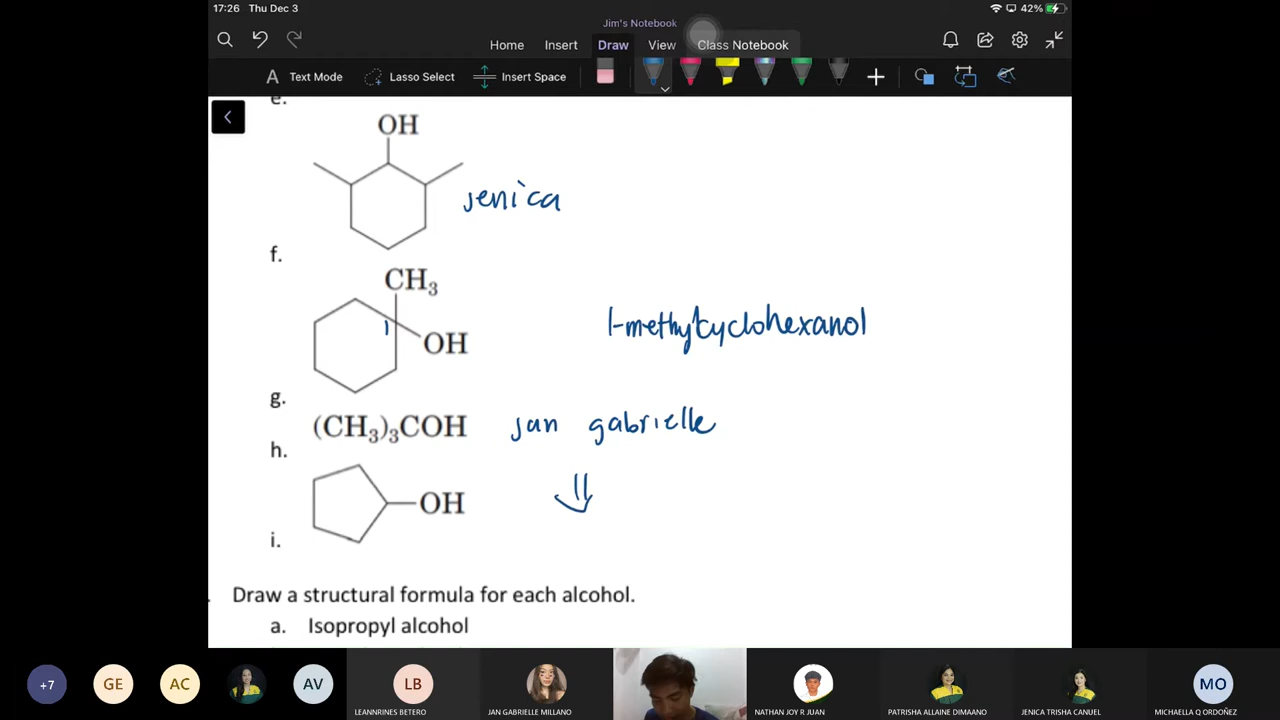 17:26 Thu Dec 3
42%
Jim's Notebook
Home Insert Draw View Class Notebook
A Text Mode Lasso Select Insert Space
e.
OH
jenica
f.
CH₃
1
OH
1-methylcyclohexanol
g.
(CH₃)₃COH jan gabrielle
h.
OH
i.
Draw a structural formula for each alcohol.
a. Isopropyl alcohol
+7 GE AC AV LB MO
LEANNRINES BETERO JAN GABRIELLE MILLANO NATHAN JOY R JUAN PATRISHA ALLAINE DIMAANO JENICA TRISHA CANUEL MICHAELLA Q ORDOÑEZ